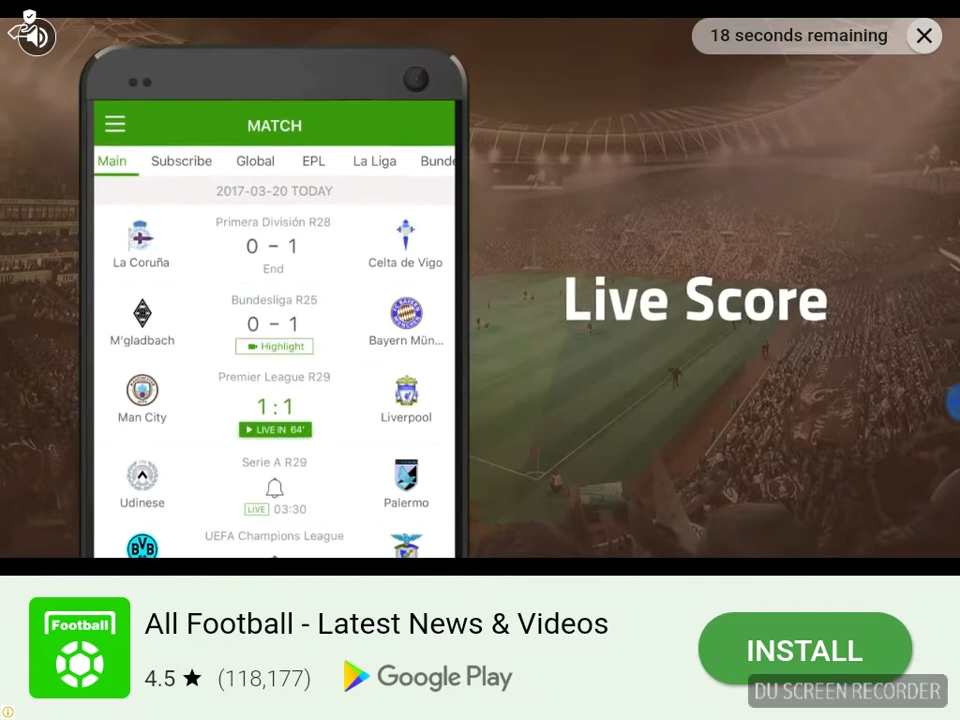 18 seconds remaining
MATCH
Main Subscribe Global EPL La Liga Bunde
2017-03-20 TODAY
Primera División R28
La Coruña 0 - 1 Celta de Vigo
End
Bundesliga R25
M'gladbach 0 - 1 Bayern Mün...
Highlight
Premier League R29
Man City 1 : 1 Liverpool
LIVE IN 64'
Serie A R29
Udinese Palermo
LIVE 03:30
UEFA Champions League
BVB
Live Score
Football
All Football - Latest News & Videos
4.5 ★ (118,177) Google Play
INSTALL
DU SCREEN RECORDER